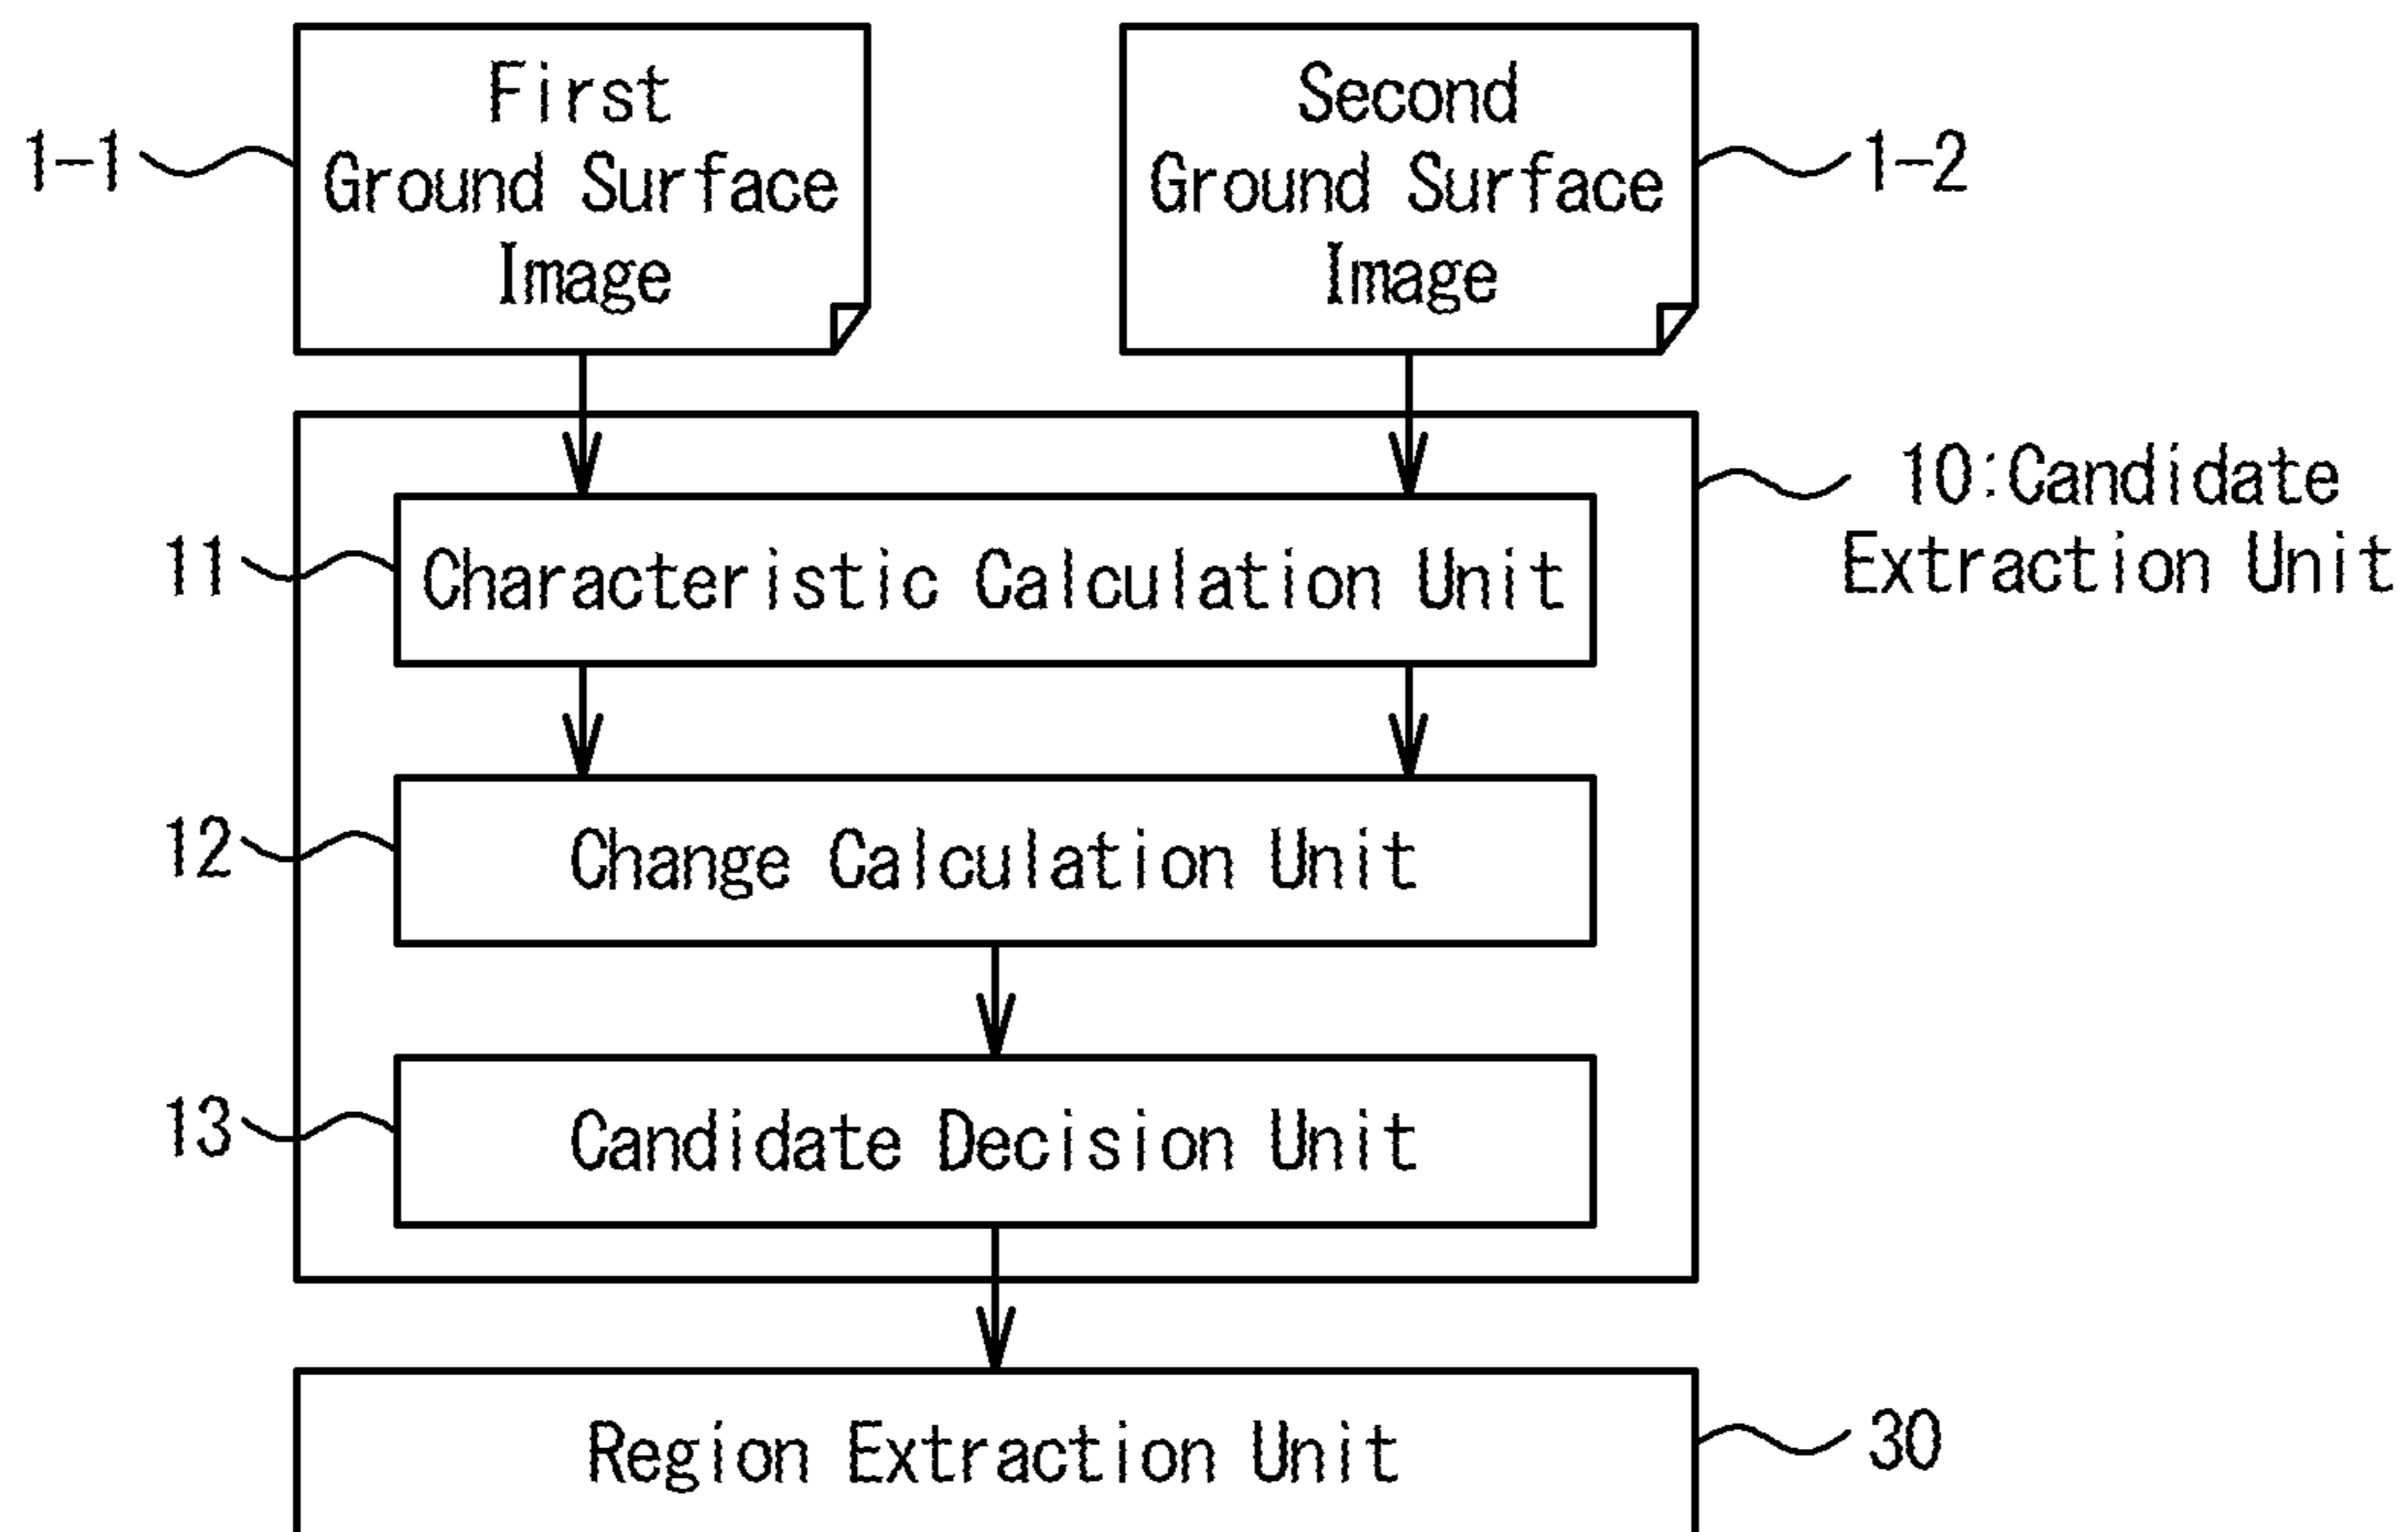 First
Ground Surface
Image
1-1
Second
Ground Surface
Image
1-2
10:Candidate
Extraction Unit
11
Characteristic Calculation Unit
12
Change Calculation Unit
13
Candidate Decision Unit
Region Extraction Unit
30